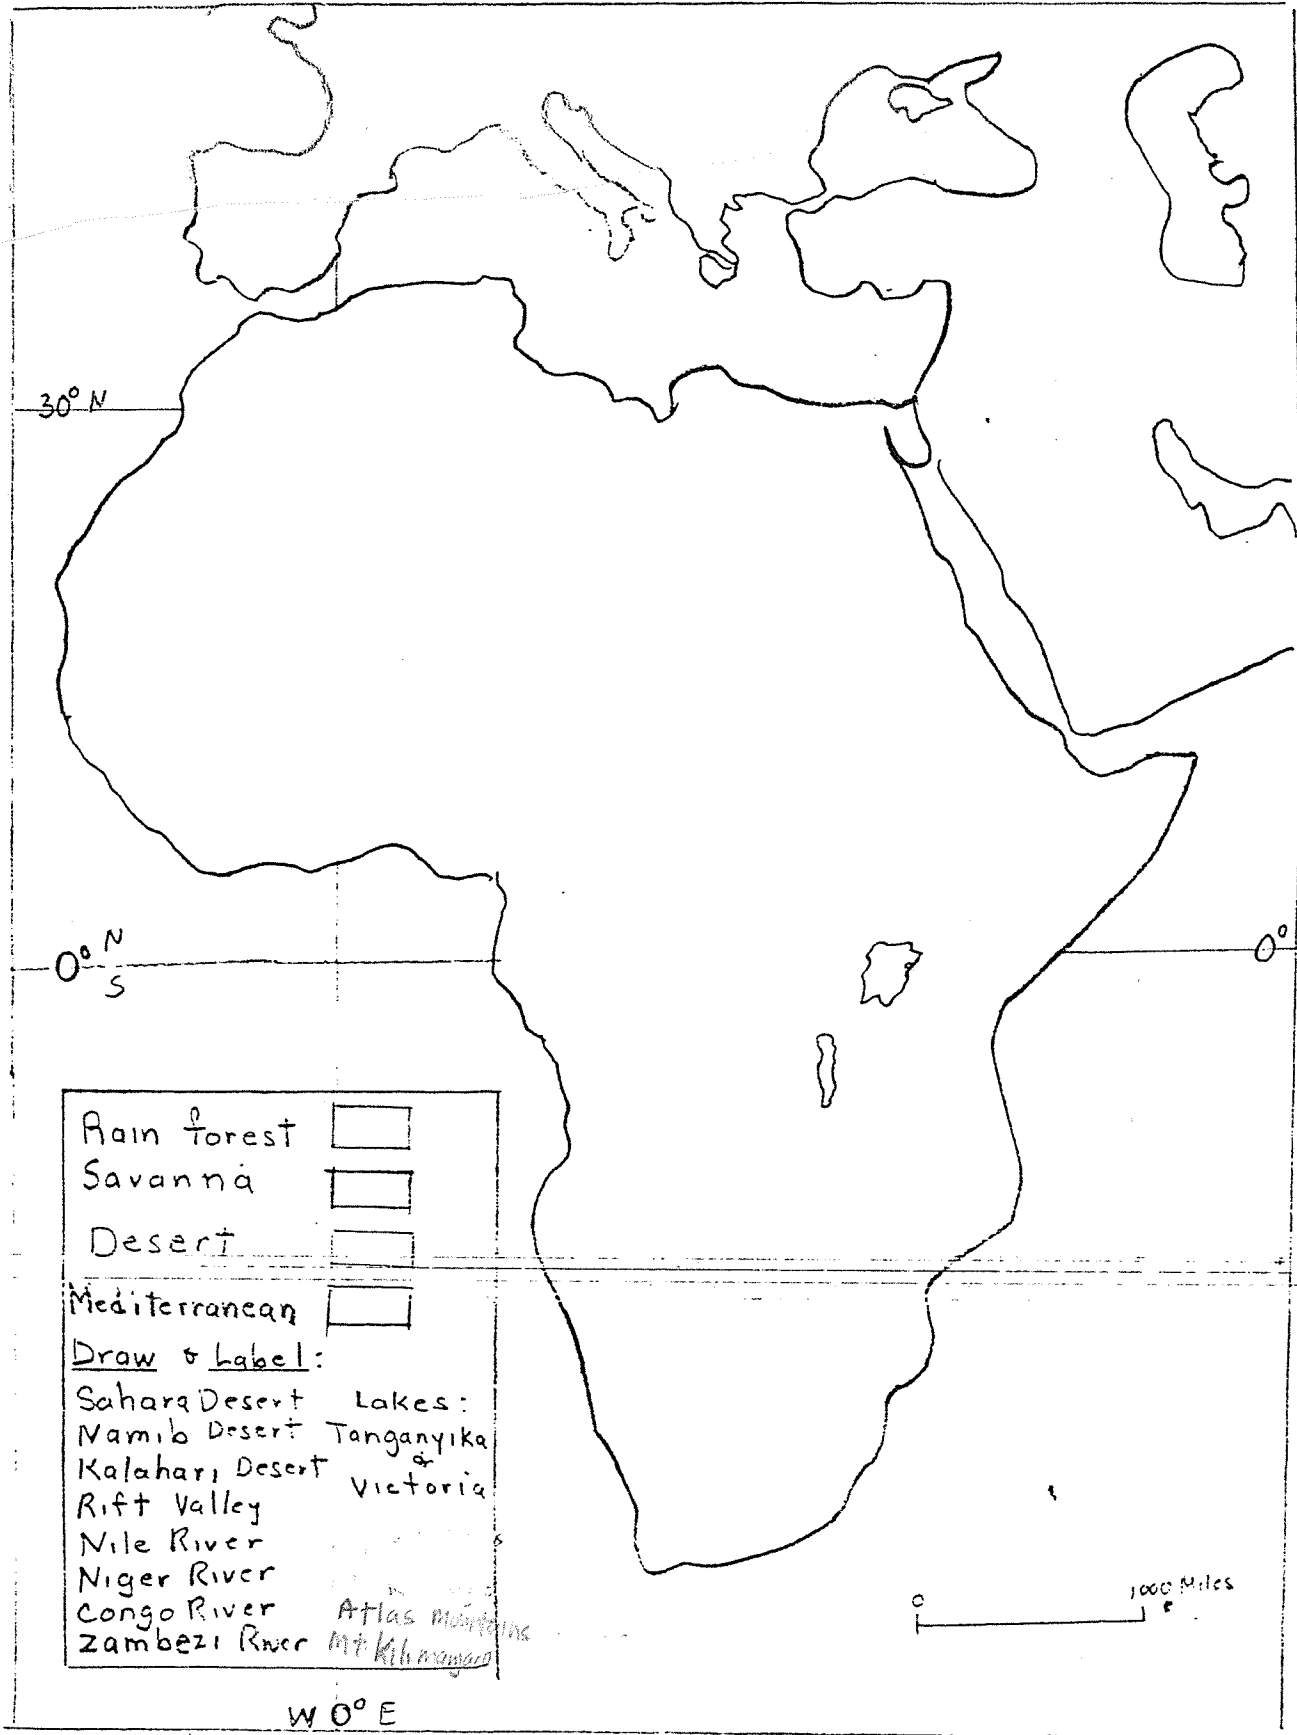 30° N
0° N
S
0°
Rain forest
Savanna
Desert
Mediterranean
Draw & Label:
Sahara Desert
Namib Desert
Kalahari Desert
Rift Valley
Nile River
Niger River
Congo River
Zambezi River
Lakes:
Tanganyika
&
Victoria
Atlas Mountains
Mt Kilimanjaro
0 1000 Miles
W 0° E